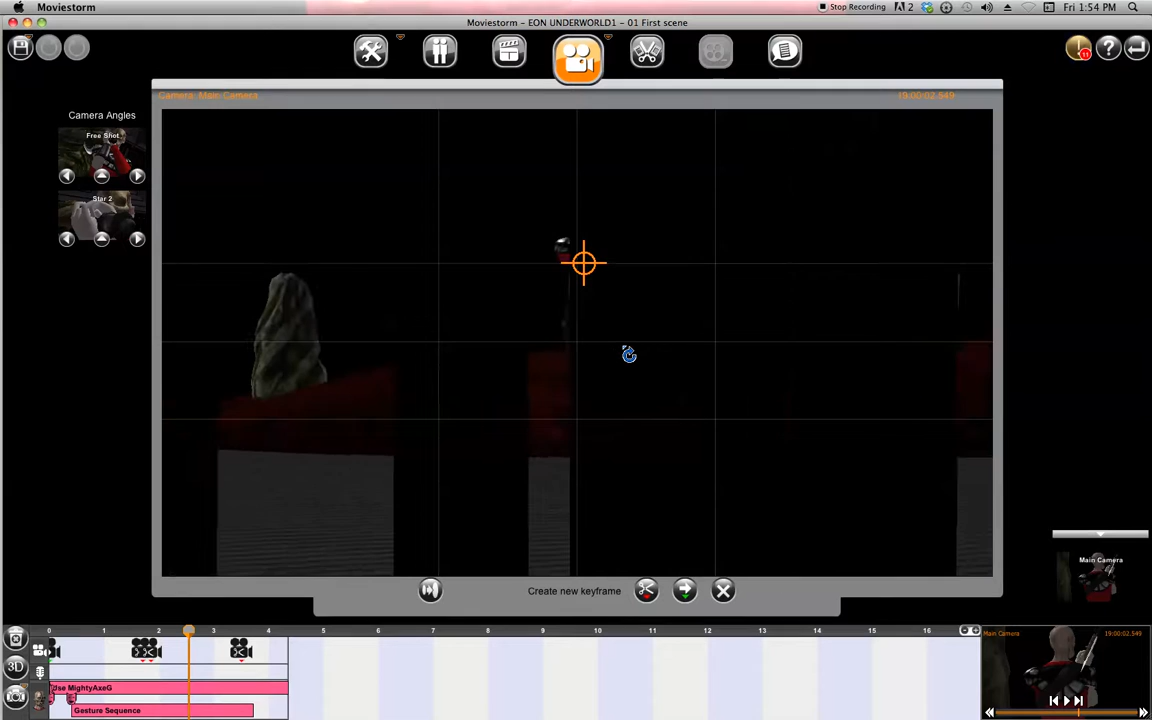 Moviestorm
Stop Recording
2
Fri 1:54 PM
Moviestorm - EON UNDERWORLD1 - 01 First scene
11
Camera: Main Camera
19:00:02.549
Camera Angles
Free Shot
Star 2
Main Camera
Create new keyframe
0 1 2 3 4 5 6 7 8 9 10 11 12 13 14 15 16
Main Camera
19:00:02.549
3D
Use MightyAxeG
Gesture Sequence